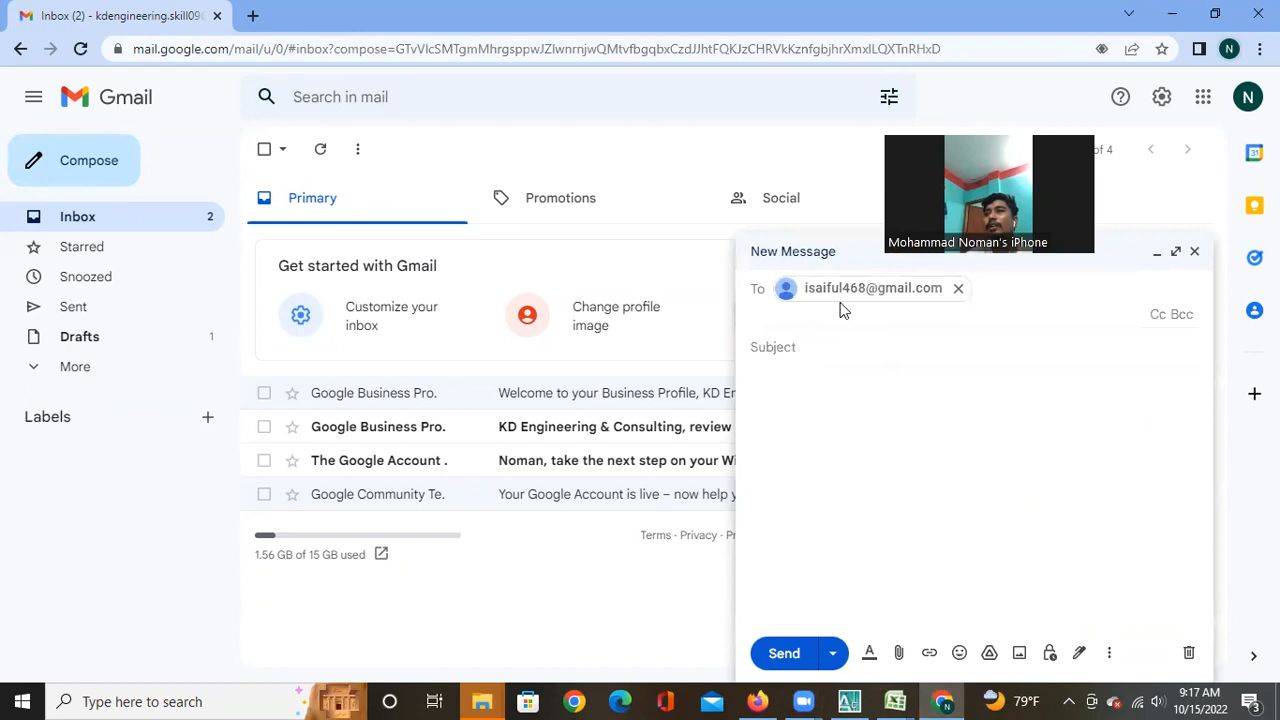 Inbox (2) - kdengineering.skill09
mail.google.com/mail/u/0/#inbox?compose=GTvVlcSMTgmMhrgsppwJZlwnrnjwQMtvfbgqbxCzdJJhtFQKJzCHRVkKznfgbjhrXmxlLQXTnRHxD
N
Gmail
Search in mail
N
Compose
of 4
31
Primary
Promotions
Social
Inbox 2
Starred
Snoozed
Sent
Drafts 1
More
Labels
Mohammad Noman's iPhone
Get started with Gmail
Customize your
inbox
Change profile
image
New Message
To isaiful468@gmail.com
Cc Bcc
Subject
Google Business Pro. Welcome to your Business Profile, KD En
Google Business Pro. KD Engineering & Consulting, review
The Google Account . Noman, take the next step on your Wi
Google Community Te. Your Google Account is live – now help y
1.56 GB of 15 GB used
Terms · Privacy · Pr
Send
Type here to search
79°F
9:17 AM
10/15/2022
3